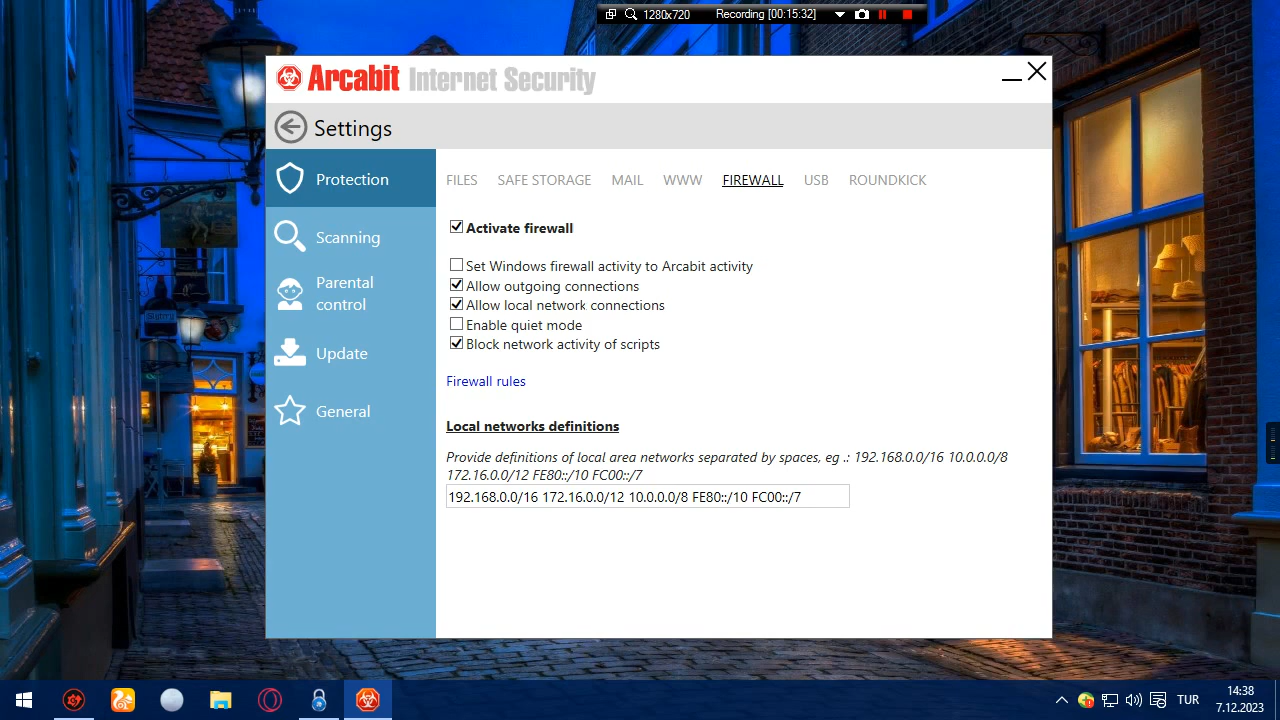 1280x720 Recording [00:15:32]
Arcabit Internet Security
Settings
Protection
Scanning
Parental
control
Update
General
FILES SAFE STORAGE MAIL WWW FIREWALL USB ROUNDKICK
Activate firewall
Set Windows firewall activity to Arcabit activity
Allow outgoing connections
Allow local network connections
Enable quiet mode
Block network activity of scripts
Firewall rules
Local networks definitions
Provide definitions of local area networks separated by spaces, eg .: 192.168.0.0/16 10.0.0.0/8
172.16.0.0/12 FE80::/10 FC00::/7
192.168.0.0/16 172.16.0.0/12 10.0.0.0/8 FE80::/10 FC00::/7
TUR
14:38
7.12.2023